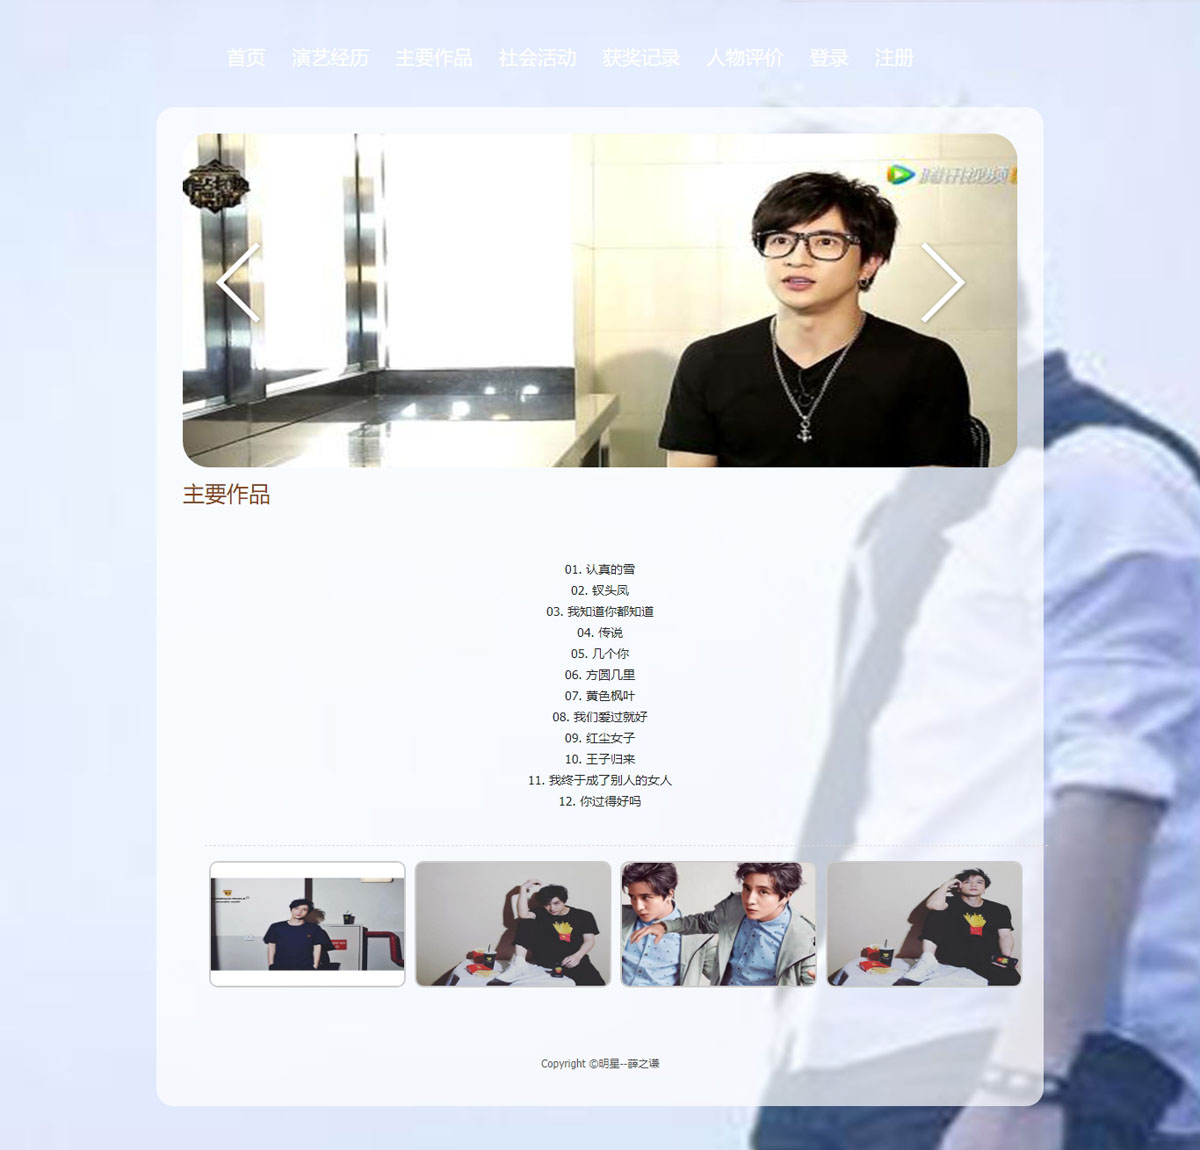 首页 演艺经历 主要作品 社会活动 获奖记录 人物评价 登录 注册
腾讯视频
主要作品
01. 认真的雪
02. 钗头凤
03. 我知道你都知道
04. 传说
05. 几个你
06. 方圆几里
07. 黄色枫叶
08. 我们爱过就好
09. 红尘女子
10. 王子归来
11. 我终于成了别人的女人
12. 你过得好吗
Copyright ©明星--薛之谦